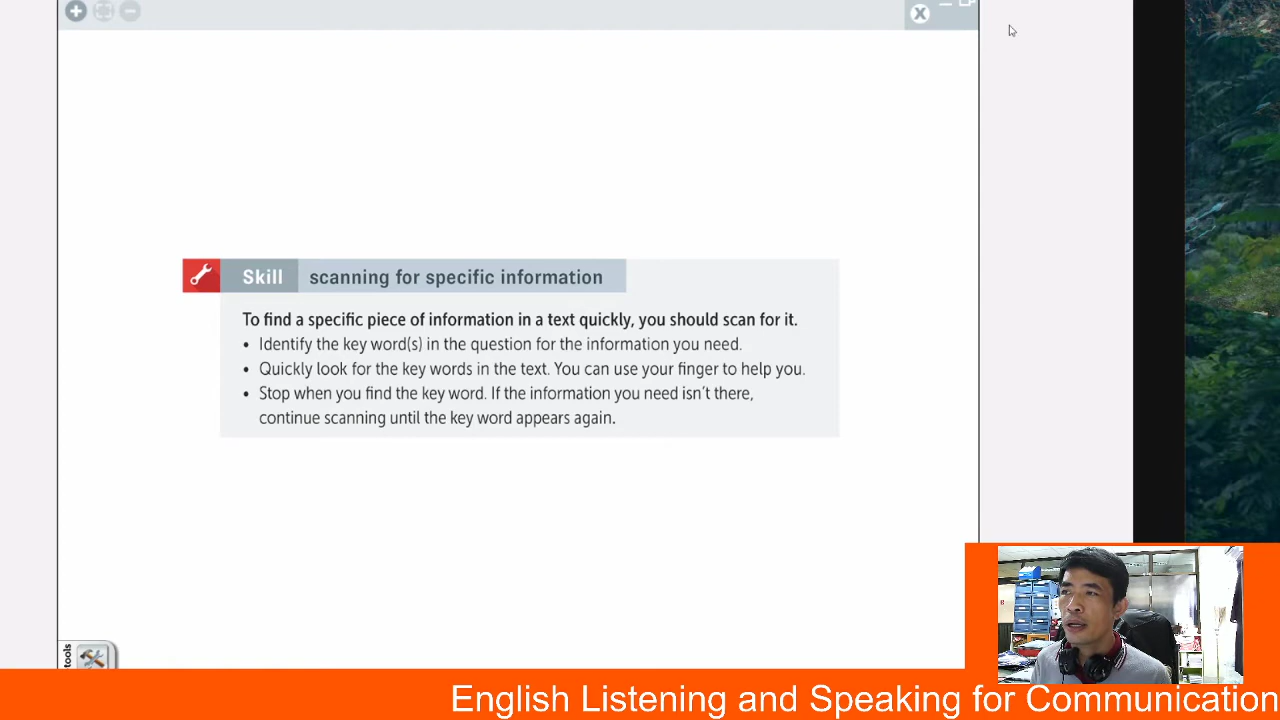 Skill scanning for specific information
To find a specific piece of information in a text quickly, you should scan for it.
• Identify the key word(s) in the question for the information you need.
• Quickly look for the key words in the text. You can use your finger to help you.
• Stop when you find the key word. If the information you need isn't there,
continue scanning until the key word appears again.
tools
English Listening and Speaking for Communication